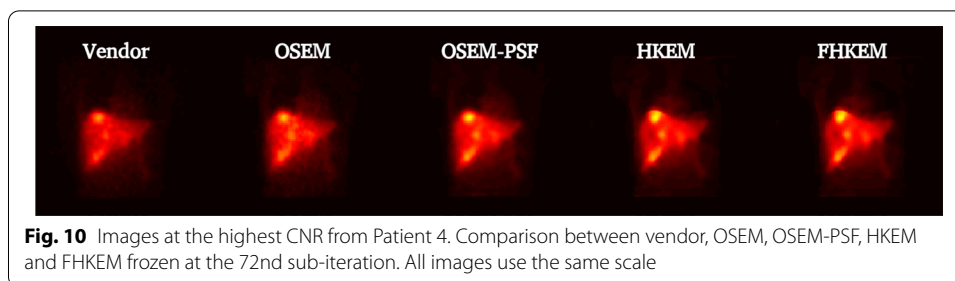 Vendor OSEM OSEM-PSF HKEM FHKEM
Fig. 10 Images at the highest CNR from Patient 4. Comparison between vendor, OSEM, OSEM-PSF, HKEM
and FHKEM frozen at the 72nd sub-iteration. All images use the same scale